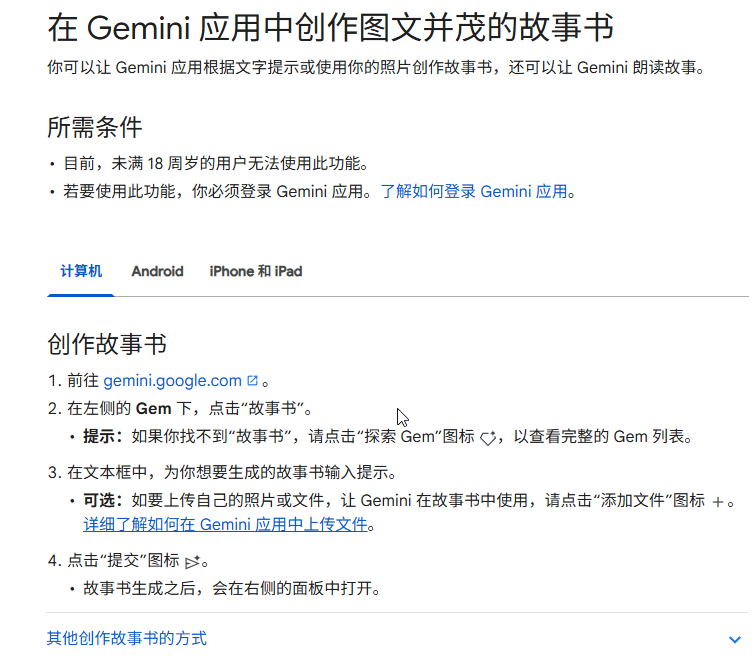 在 Gemini 应用中创作图文并茂的故事书
你可以让 Gemini 应用根据文字提示或使用你的照片创作故事书，还可以让 Gemini 朗读故事。
所需条件
• 目前，未满 18 周岁的用户无法使用此功能。
• 若要使用此功能，你必须登录 Gemini 应用。了解如何登录 Gemini 应用。
计算机 Android iPhone 和 iPad
创作故事书
1. 前往 gemini.google.com 。
2. 在左侧的 Gem 下，点击“故事书”。
• 提示：如果你找不到“故事书”，请点击“探索 Gem”图标 ，以查看完整的 Gem 列表。
3. 在文本框中，为你想要生成的故事书输入提示。
• 可选：如要上传自己的照片或文件，让 Gemini 在故事书中使用，请点击“添加文件”图标 ＋。
详细了解如何在 Gemini 应用中上传文件。
4. 点击“提交”图标 。
• 故事书生成之后，会在右侧的面板中打开。
其他创作故事书的方式